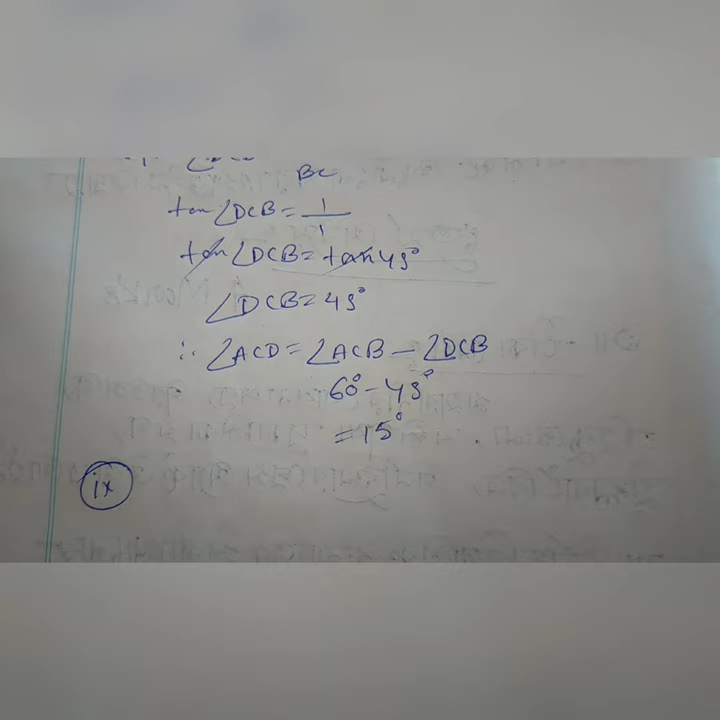 BC
tan∠DCB = 1/1
tan∠DCB = tan45°
∠DCB = 45°
∴ ∠ACD = ∠ACB − ∠DCB
60° − 45°
= 15°
ix